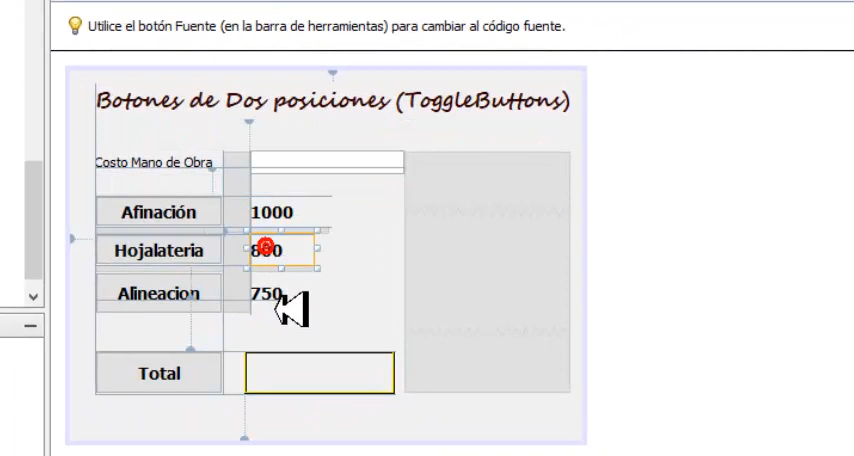 Utilice el botón Fuente (en la barra de herramientas) para cambiar al código fuente.
Botones de Dos posiciones (ToggleButtons)
Costo Mano de Obra
Afinación 1000
Hojalateria
Alineacion 750
Total